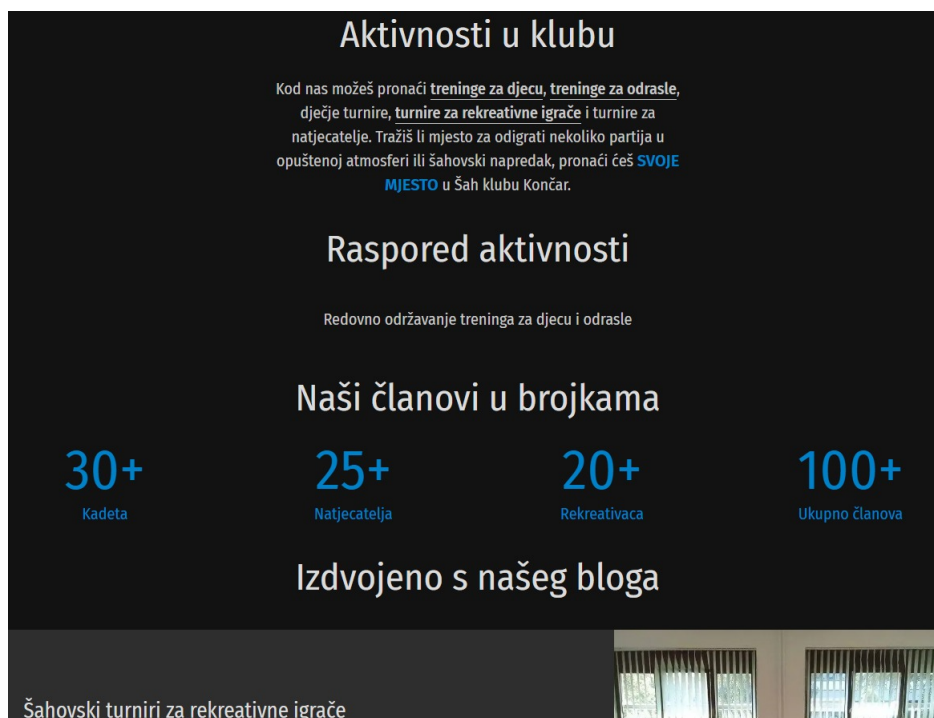 Aktivnosti u klubu
Kod nas možeš pronaći treninge za djecu, treninge za odrasle,
dječje turnire, turnire za rekreativne igrače i turnire za
natjecatelje. Tražiš li mjesto za odigrati nekoliko partija u
opuštenoj atmosferi ili šahovski napredak, pronaći ćeš SVOJE
MJESTO u Šah klubu Končar.
Raspored aktivnosti
Redovno održavanje treninga za djecu i odrasle
Naši članovi u brojkama
30+ 25+ 20+ 100+
Kadeta Natjecatelja Rekreativaca Ukupno članova
Izdvojeno s našeg bloga
Šahovski turniri za rekreativne igrače